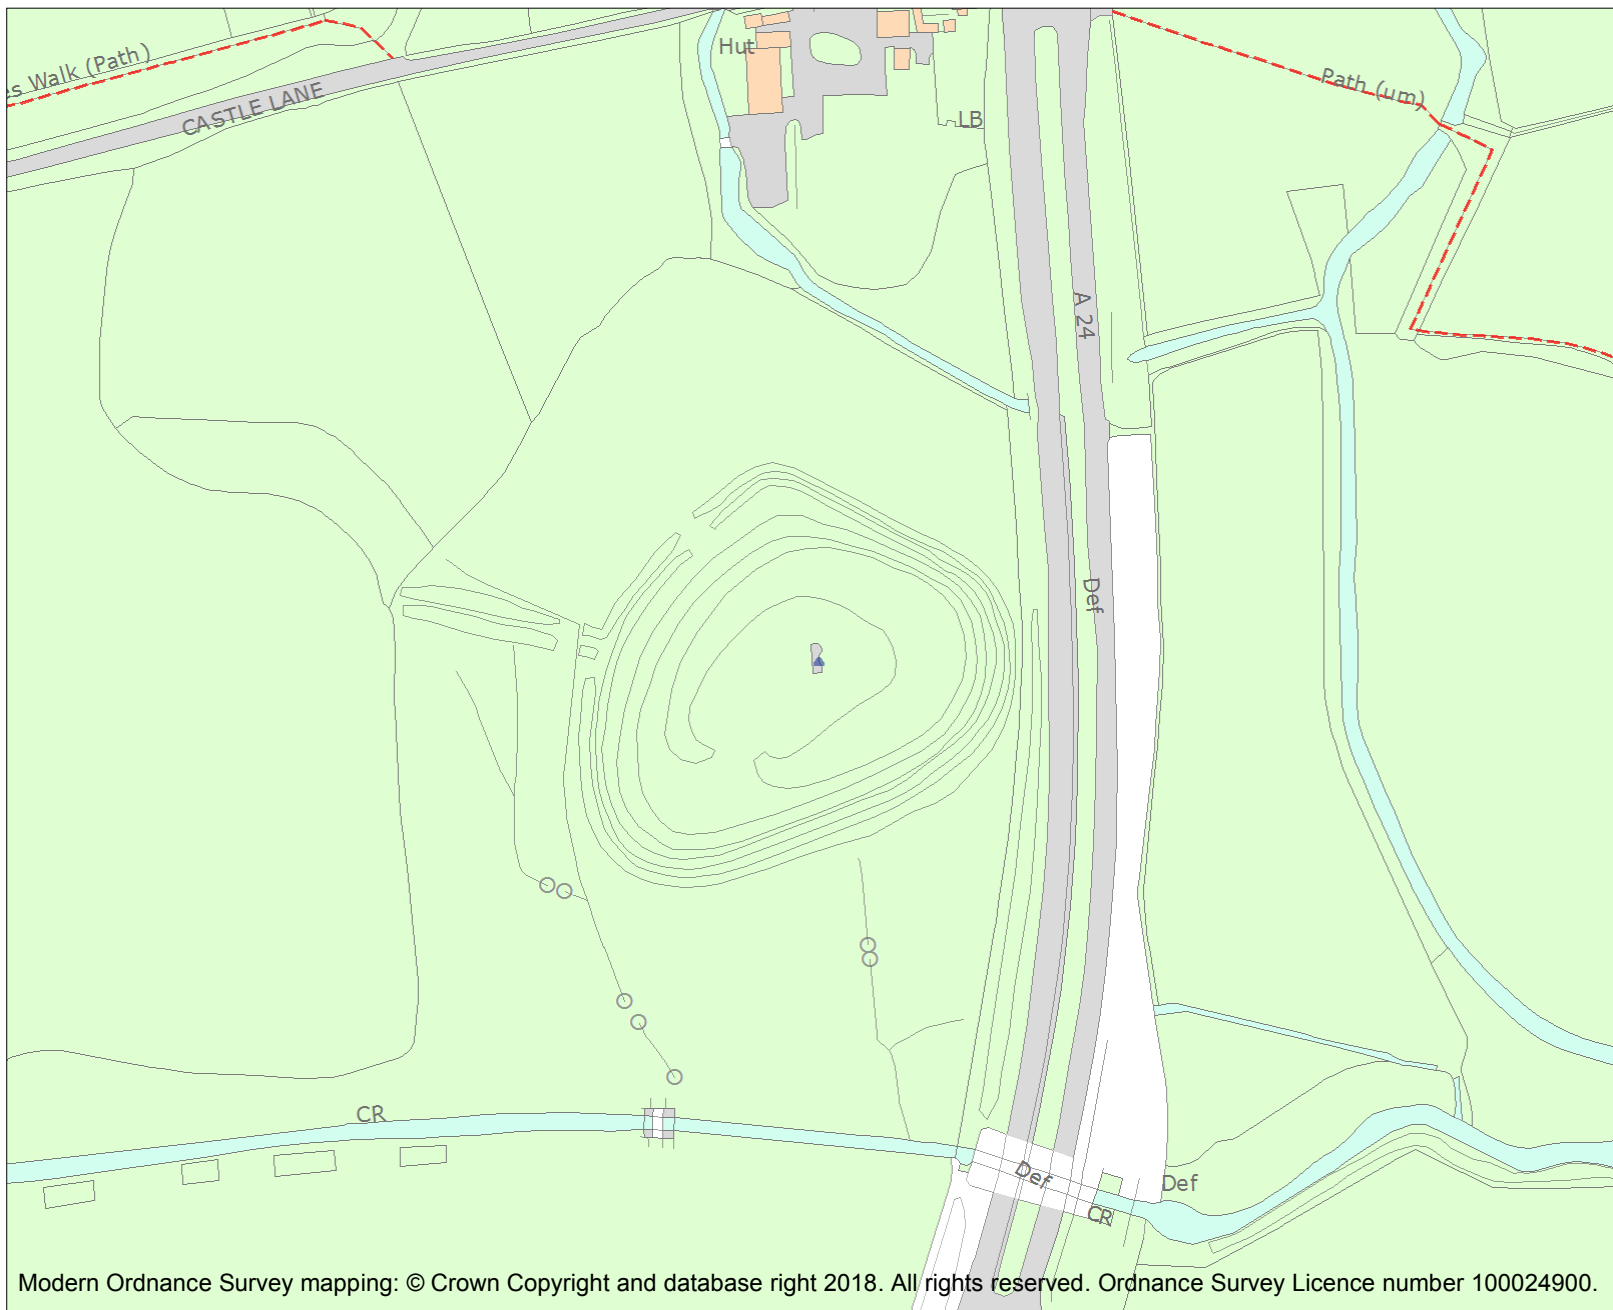 Hut
es Walk (Path)
Path (um)
CASTLE LANE
LB
A 24
Def
CR
Def
Def
CR
Modern Ordnance Survey mapping: © Crown Copyright and database right 2018. All rights reserved. Ordnance Survey Licence number 100024900.